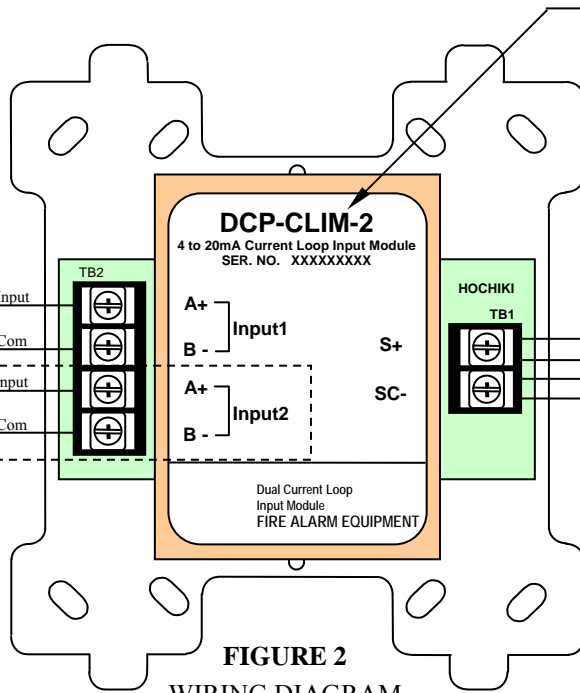 DCP-CLIM-2
4 to 20mA Current Loop Input Module
SER. NO. XXXXXXXXX
TB2
HOCHIKI
TB1
Input
Com
Input
Com
A+
Input1
B -
A+
Input2
B -
S+
SC-
Dual Current Loop
Input Module
FIRE ALARM EQUIPMENT
FIGURE 2
WIRING DIAGRAM